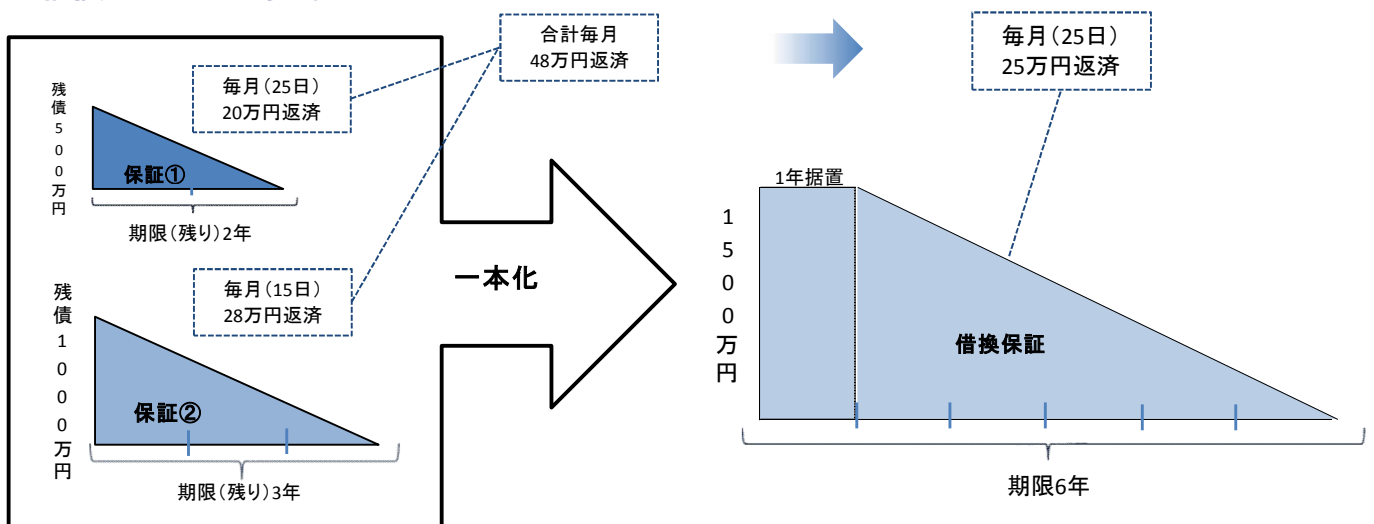 合計毎月
48万円返済
毎月(25日)
20万円返済
残債500万円
保証①
期限(残り)2年
毎月(15日)
28万円返済
残債1000万円
保証②
期限(残り)3年
一本化
毎月(25日)
25万円返済
1年据置
1500万円
借換保証
期限6年